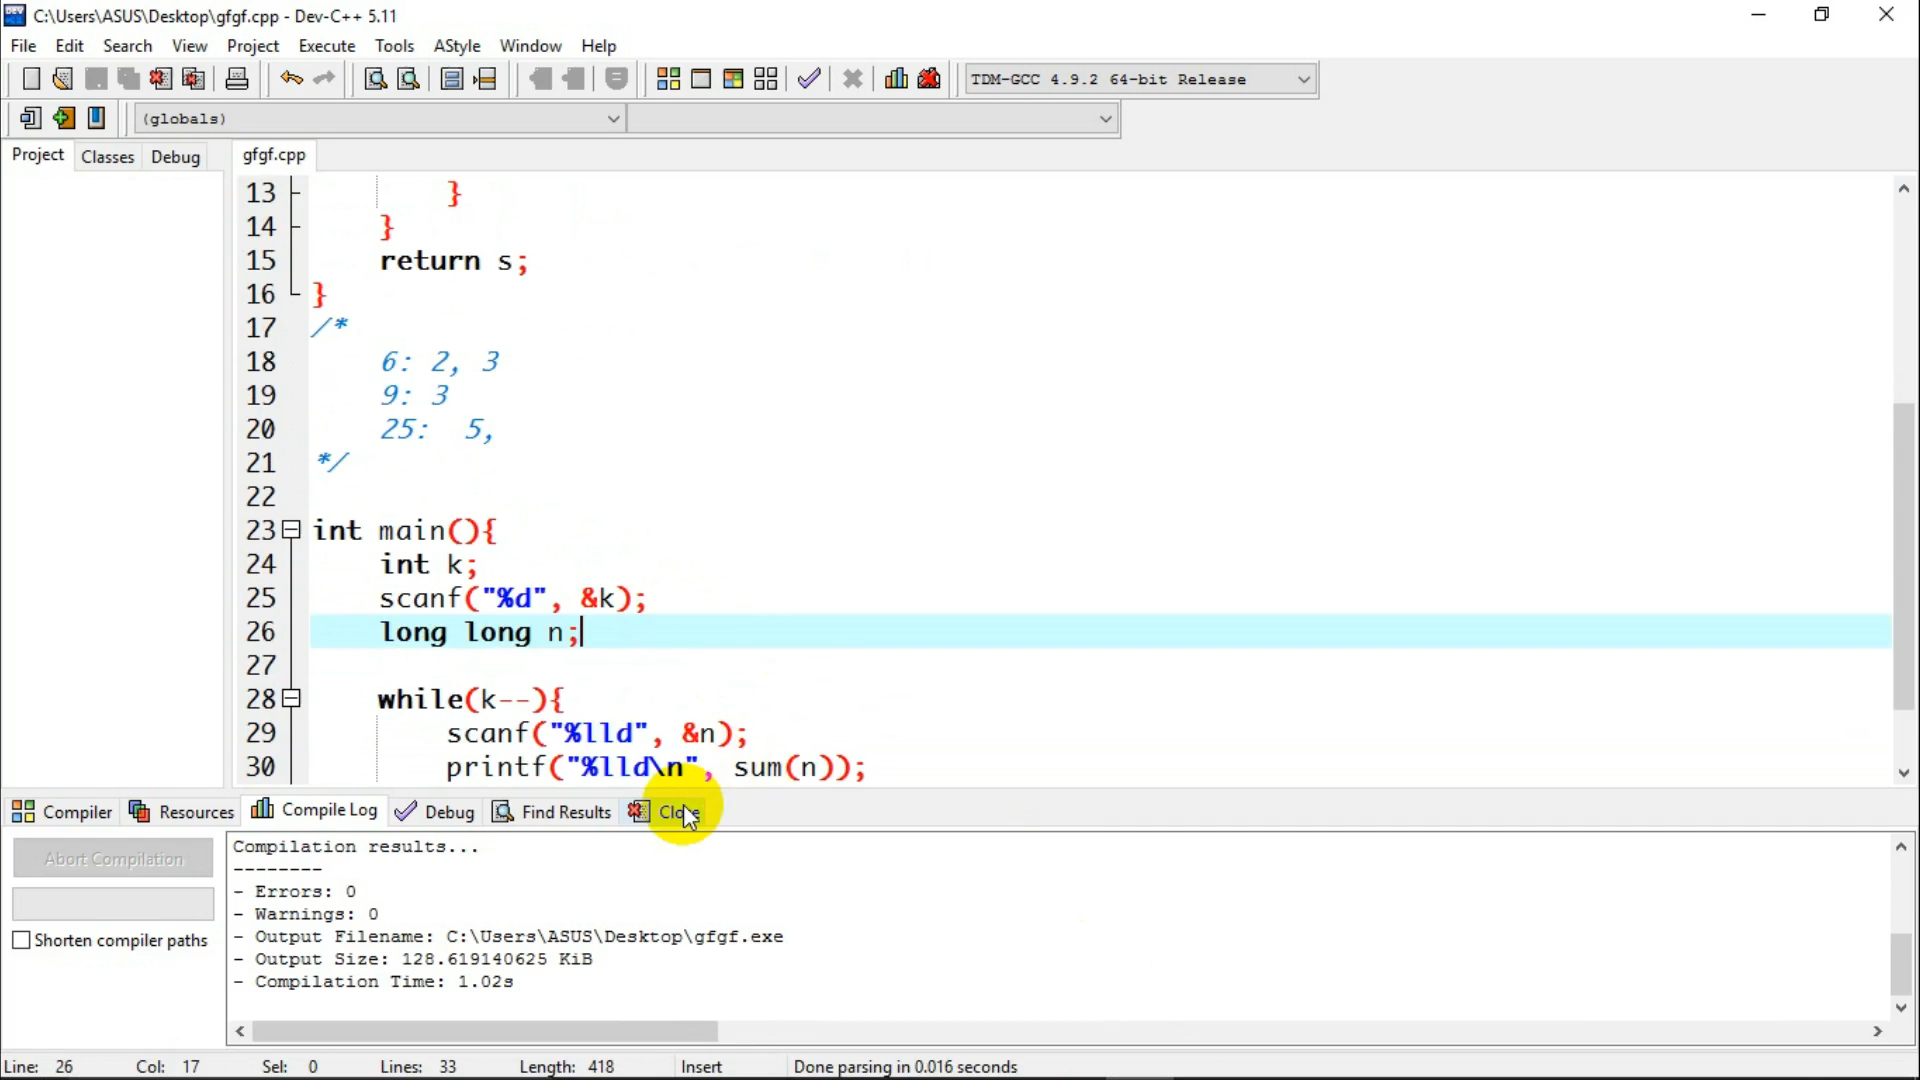 C:\Users\ASUS\Desktop\gfgf.cpp - Dev-C++ 5.11
File Edit Search View Project Execute Tools AStyle Window Help
TDM-GCC 4.9.2 64-bit Release
(globals)
Project Classes Debug gfgf.cpp
13 }
14 }
15 return s;
16 }
17 /*
18 6: 2, 3
19 9: 3
20 25: 5,
21 */
22
23 int main(){
24 int k;
25 scanf("%d", &k);
26 long long n;
27
28 while(k--){
29 scanf("%lld", &n);
30 printf("%lld\n", sum(n));
Compiler Resources Compile Log Debug Find Results Close
Abort Compilation
Shorten compiler paths
Compilation results...
--------
- Errors: 0
- Warnings: 0
- Output Filename: C:\Users\ASUS\Desktop\gfgf.exe
- Output Size: 128.619140625 KiB
- Compilation Time: 1.02s
Line: 26 Col: 17 Sel: 0 Lines: 33 Length: 418 Insert Done parsing in 0.016 seconds